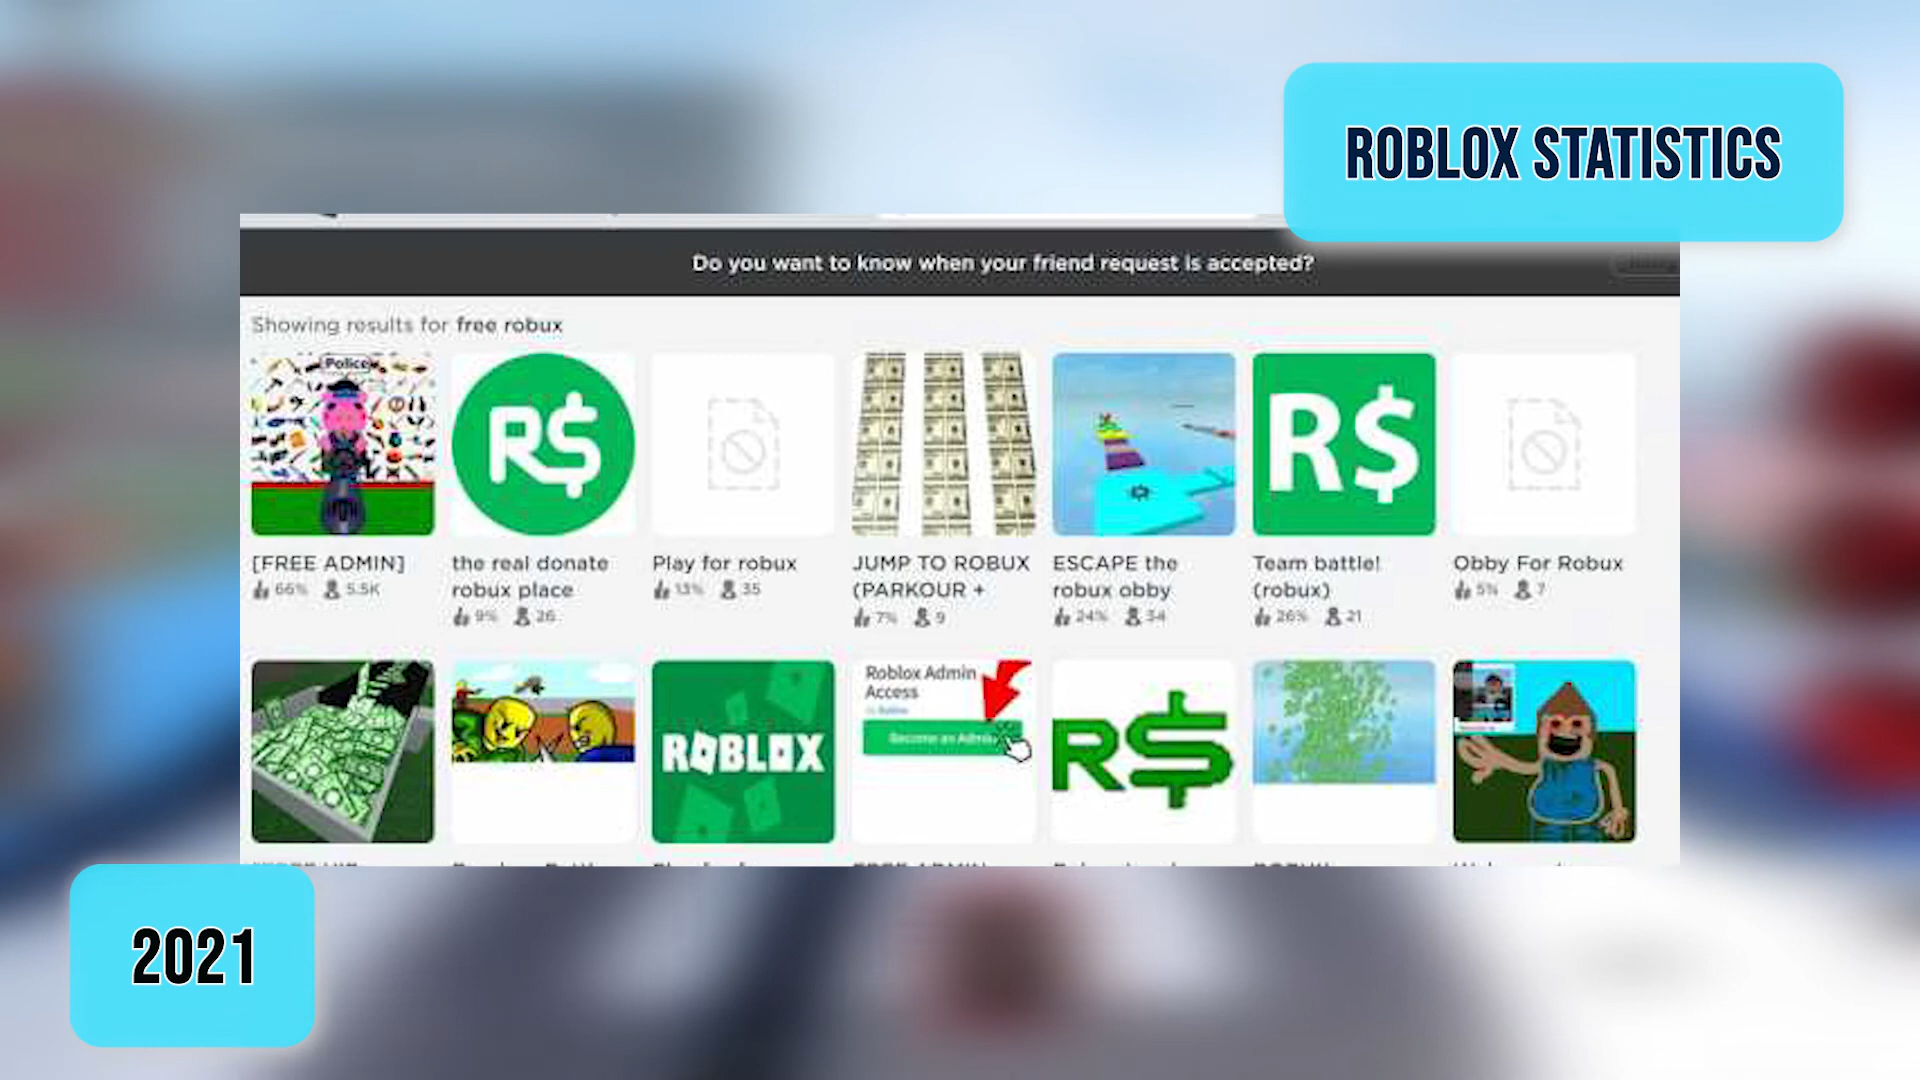 ROBLOX STATISTICS
Do you want to know when your friend request is accepted?
Showing results for free robux
Police
R$
R$
[FREE ADMIN]
66% 5.5K
the real donate
robux place
9% 26
Play for robux
13% 35
JUMP TO ROBUX
(PARKOUR +
7% 9
ESCAPE the
robux obby
24% 34
Team battle!
(robux)
26% 21
Obby For Robux
5% 7
ROBLOX
Roblox Admin
Access
Become an Admin
R$
2021